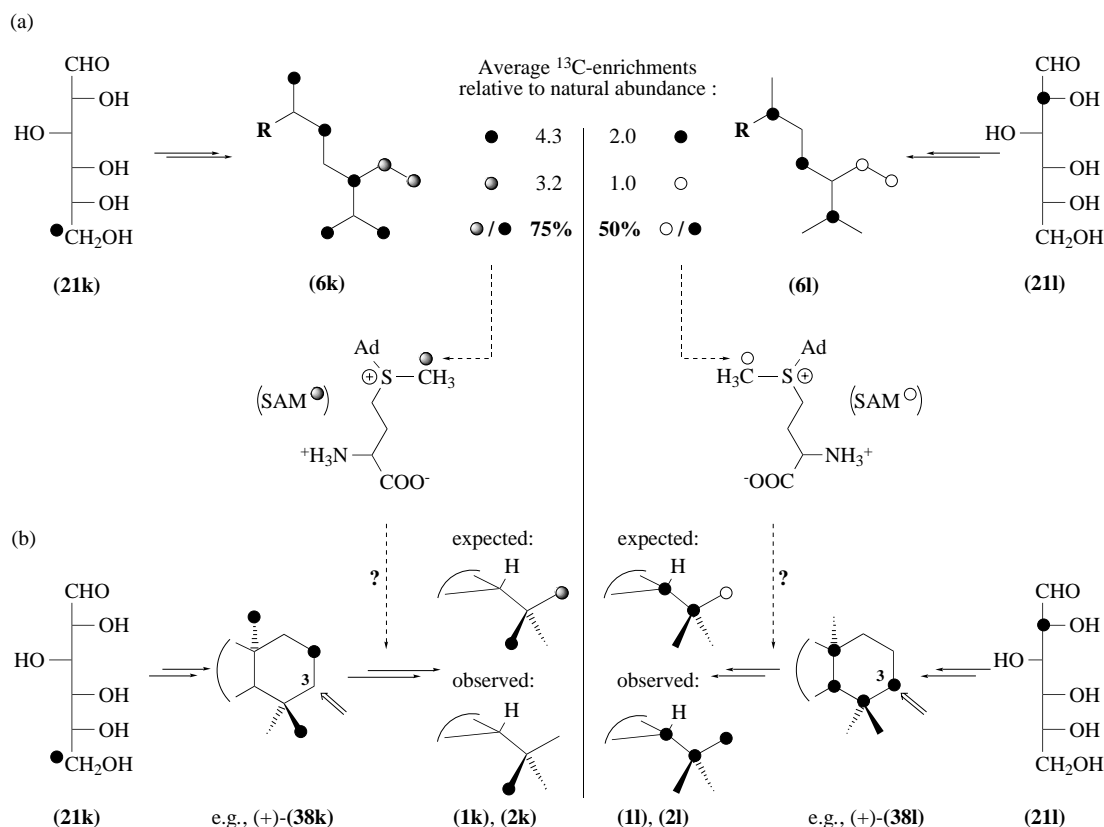 (a)
CHO
OH
HO
OH
OH
CH2OH
(21k)
R
(6k)
Average 13C-enrichments
relative to natural abundance :
4.3 2.0
3.2 1.0
/ 75% 50% /
R
(6l)
CHO
OH
HO
OH
OH
CH2OH
(21l)
Ad
S
+
CH3
(SAM )
+H3N
COO-
Ad
H3C
S
+
(SAM )
NH3+
-OOC
(b)
CHO
OH
HO
OH
OH
CH2OH
(21k)
3
e.g., (+)-(38k)
?
expected:
H
observed:
H
(1k), (2k)
expected:
H
observed:
H
(1l), (2l)
?
3
e.g., (+)-(38l)
CHO
OH
HO
OH
OH
CH2OH
(21l)